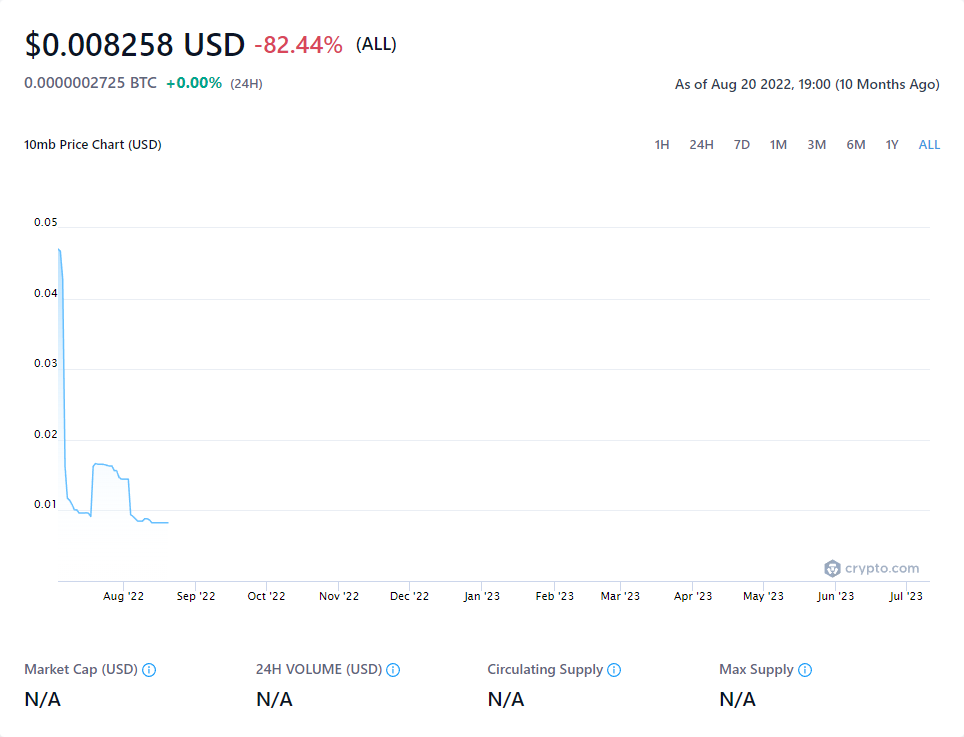 $0.008258 USD -82.44% (ALL)
0.0000002725 BTC +0.00% (24H)
As of Aug 20 2022, 19:00 (10 Months Ago)
10mb Price Chart (USD)
1H 24H 7D 1M 3M 6M 1Y ALL
0.05
0.04
0.03
0.02
0.01
crypto.com
Aug '22 Sep '22 Oct '22 Nov '22 Dec '22 Jan '23 Feb '23 Mar '23 Apr '23 May '23 Jun '23 Jul '23
Market Cap (USD) 24H VOLUME (USD) Circulating Supply Max Supply
N/A N/A N/A N/A